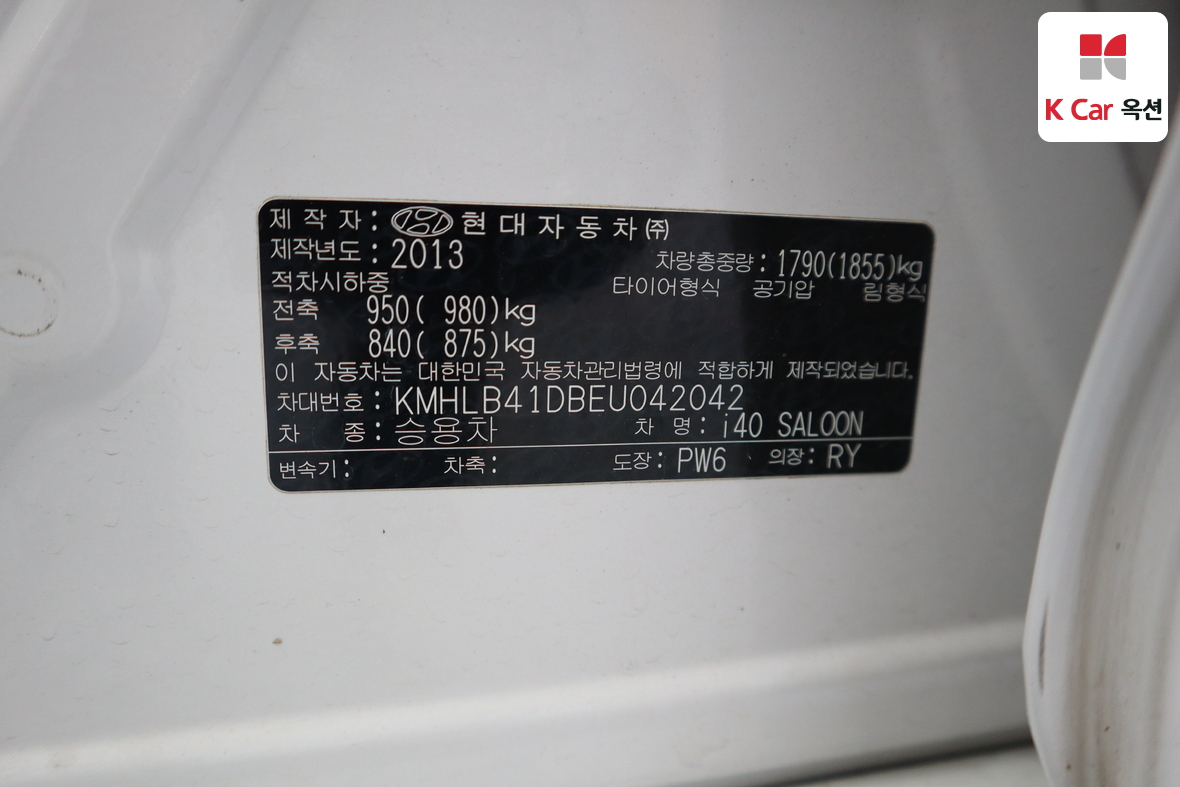 K Car 옥션
제 작 자 : 현 대 자 동 차 ㈜
제작년도 : 2013 차량총중량 : 1790(1855)kg
적차시하중 타이어형식 공기압 림형식
전축 950( 980)kg
후축 840( 875)kg
이 자동차는 대한민국 자동차관리법령에 적합하게 제작되었습니다.
차대번호 : KMHLB41DBEU042042
차 종 : 승용차 차 명 : i40 SALOON
변속기 : 차축 : 도장 : PW6 의장 : RY